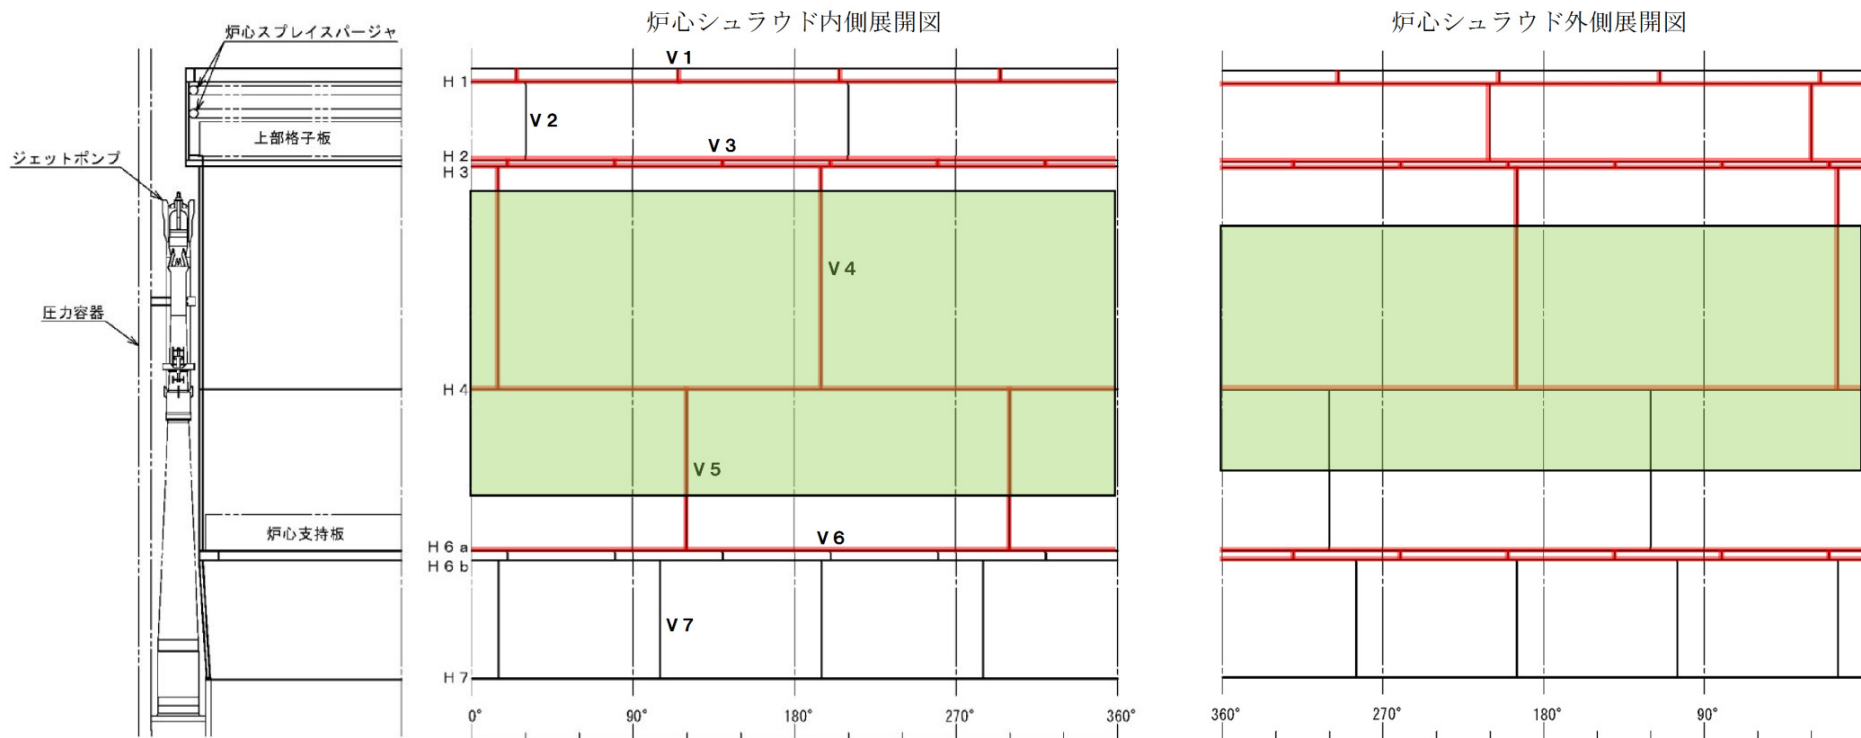 炉心シュラウド内側展開図
炉心シュラウド外側展開図
炉心スプレイスパージャ
上部格子板
ジェットポンプ
圧力容器
炉心支持板
V 1
H 1
V 2
V 3
H 2
H 3
V 4
H 4
V 5
V 6
H 6 a
H 6 b
V 7
H 7
0° 90° 180° 270° 360°
360° 270° 180° 90°